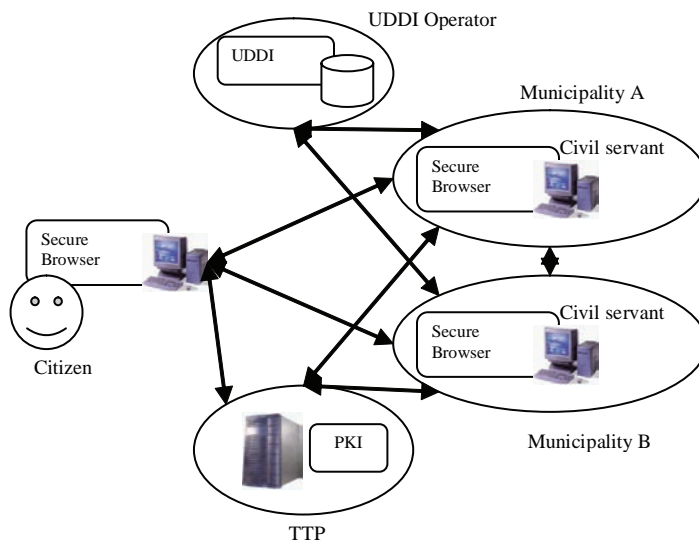 UDDI Operator
UDDI
Municipality A
Civil servant
Secure
Browser
Secure
Browser
Citizen
Civil servant
Secure
Browser
Municipality B
PKI
TTP